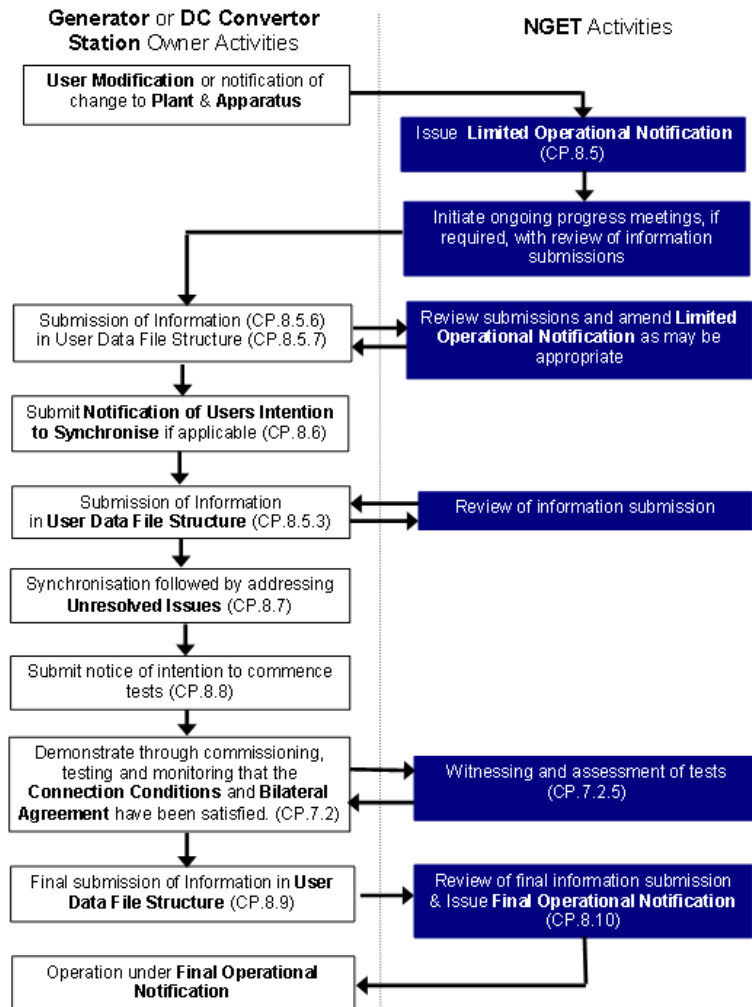 Generator or DC Convertor
Station Owner Activities
NGET Activities
User Modification or notification of
change to Plant & Apparatus
Issue Limited Operational Notification
(CP.8.5)
Initiate ongoing progress meetings, if
required, with review of information
submissions
Submission of Information (CP.8.5.6)
in User Data File Structure (CP.8.5.7)
Review submissions and amend Limited
Operational Notification as may be
appropriate
Submit Notification of Users Intention
to Synchronise if applicable (CP.8.6)
Submission of Information
in User Data File Structure (CP.8.5.3)
Review of information submission
Synchronisation followed by addressing
Unresolved Issues (CP.8.7)
Submit notice of intention to commence
tests (CP.8.8)
Demonstrate through commissioning,
testing and monitoring that the
Connection Conditions and Bilateral
Agreement have been satisfied. (CP.7.2)
Witnessing and assessment of tests
(CP.7.2.5)
Final submission of Information in User
Data File Structure (CP.8.9)
Review of final information submission
& Issue Final Operational Notification
(CP.8.10)
Operation under Final Operational
Notification